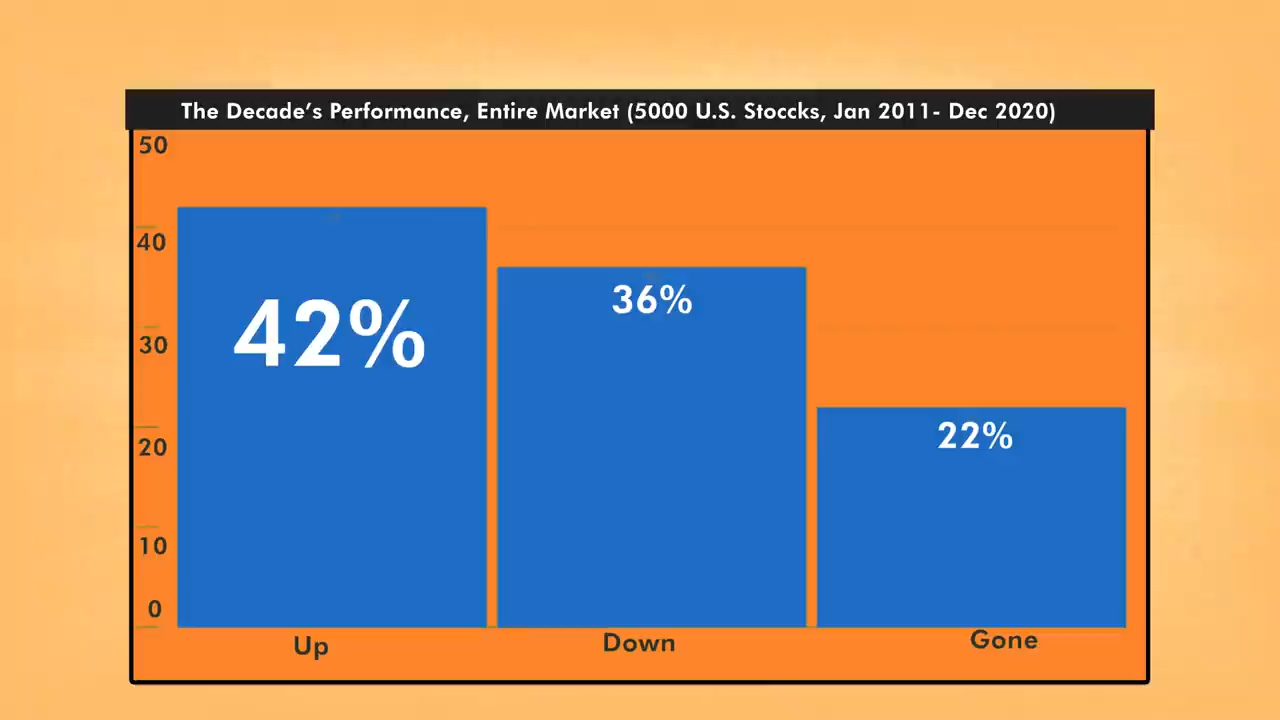 The Decade's Performance, Entire Market (5000 U.S. Stoccks, Jan 2011- Dec 2020)
50
40
30
20
10
0
42%
36%
22%
Up
Down
Gone